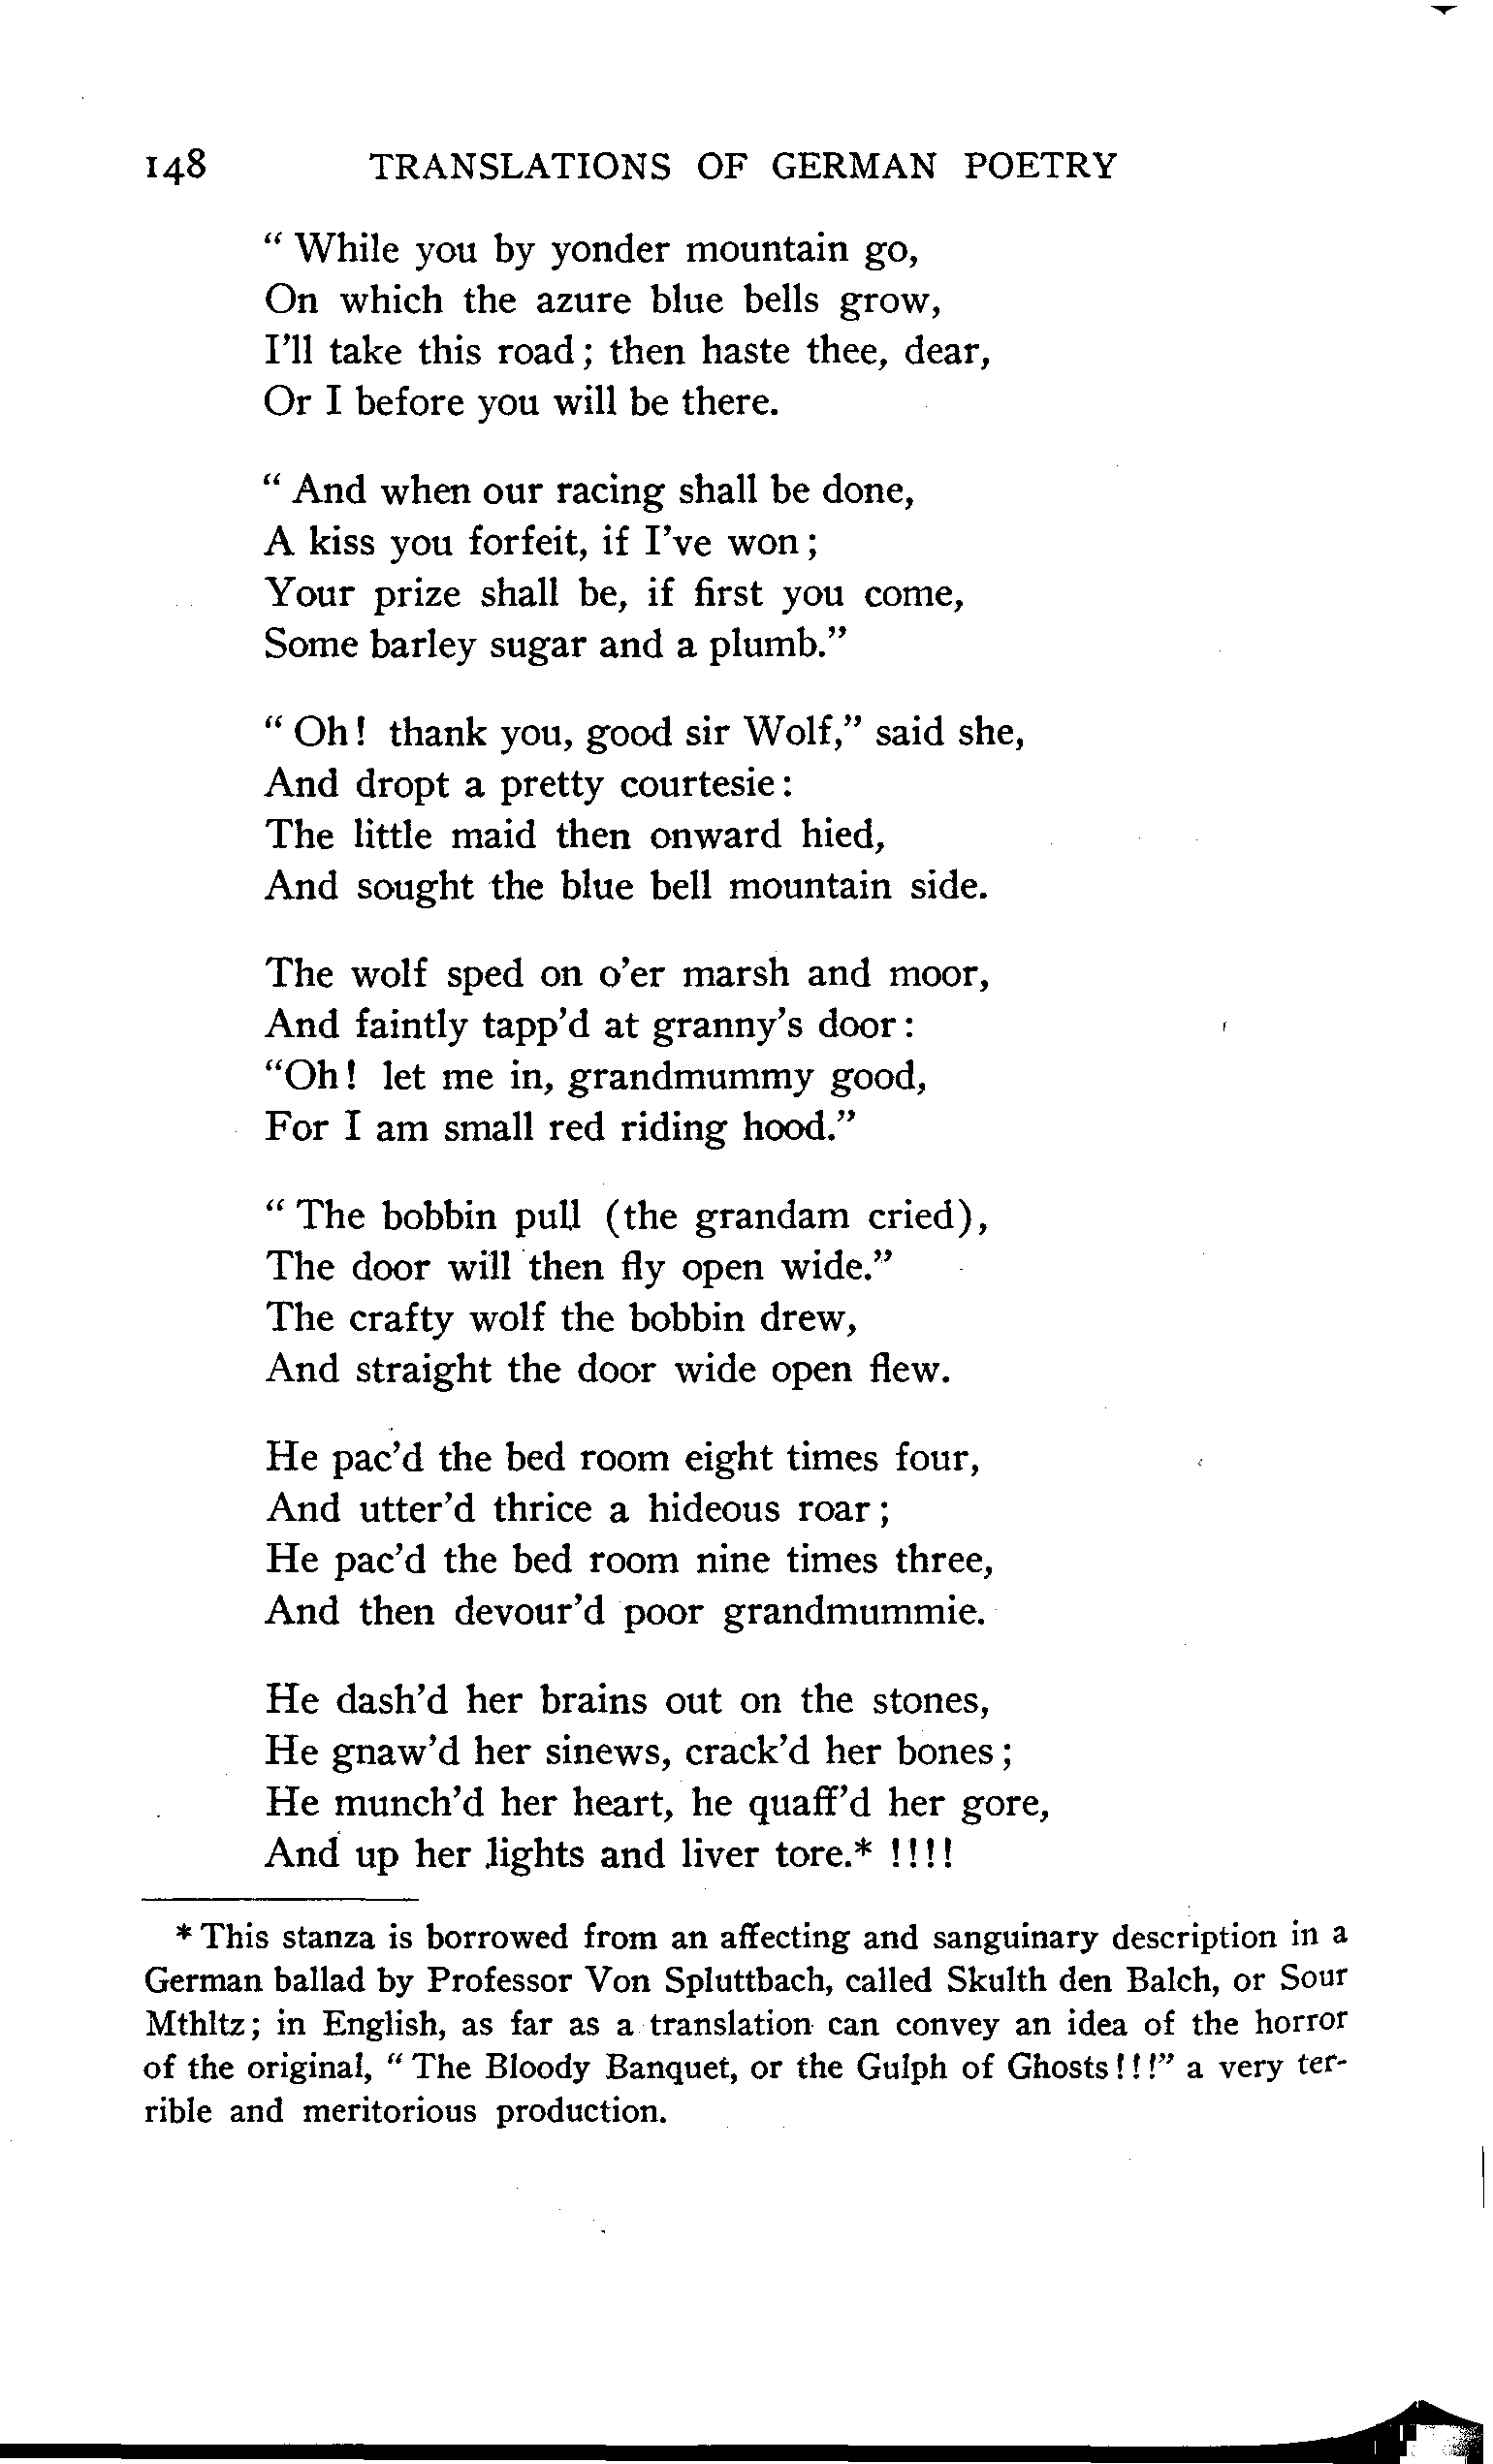 148 TRANSLATIONS OF GERMAN POETRY
“ While you by yonder mountain go,
On which the azure blue bells grow,
I’ll take this road ; then haste thee, dear,
Or I before you will be there.
“ And when our racing shall be done,
A kiss you forfeit, if I’ve won ;
Your prize shall be, if first you come,
Some barley sugar and a plumb.”
“ Oh ! thank you, good sir Wolf,” said she,
And dropt a pretty courtesie :
The little maid then onward hied,
And sought the blue bell mountain side.
The wolf sped on o’er marsh and moor,
And faintly tapp’d at granny’s door :
“Oh ! let me in, grandmummy good,
For I am small red riding hood.”
“ The bobbin pull (the grandam cried),
The door will then fly open wide.”
The crafty wolf the bobbin drew,
And straight the door wide open flew.
He pac’d the bed room eight times four,
And utter’d thrice a hideous roar ;
He pac’d the bed room nine times three,
And then devour’d poor grandmummie.
He dash’d her brains out on the stones,
He gnaw’d her sinews, crack’d her bones ;
He munch’d her heart, he quaff’d her gore,
And up her lights and liver tore.* ! ! ! !
* This stanza is borrowed from an affecting and sanguinary description in a
German ballad by Professor Von Spluttbach, called Skulth den Balch, or Sour
Mthltz ; in English, as far as a translation can convey an idea of the horror
of the original, “ The Bloody Banquet, or the Gulph of Ghosts ! ! !” a very ter-
rible and meritorious production.